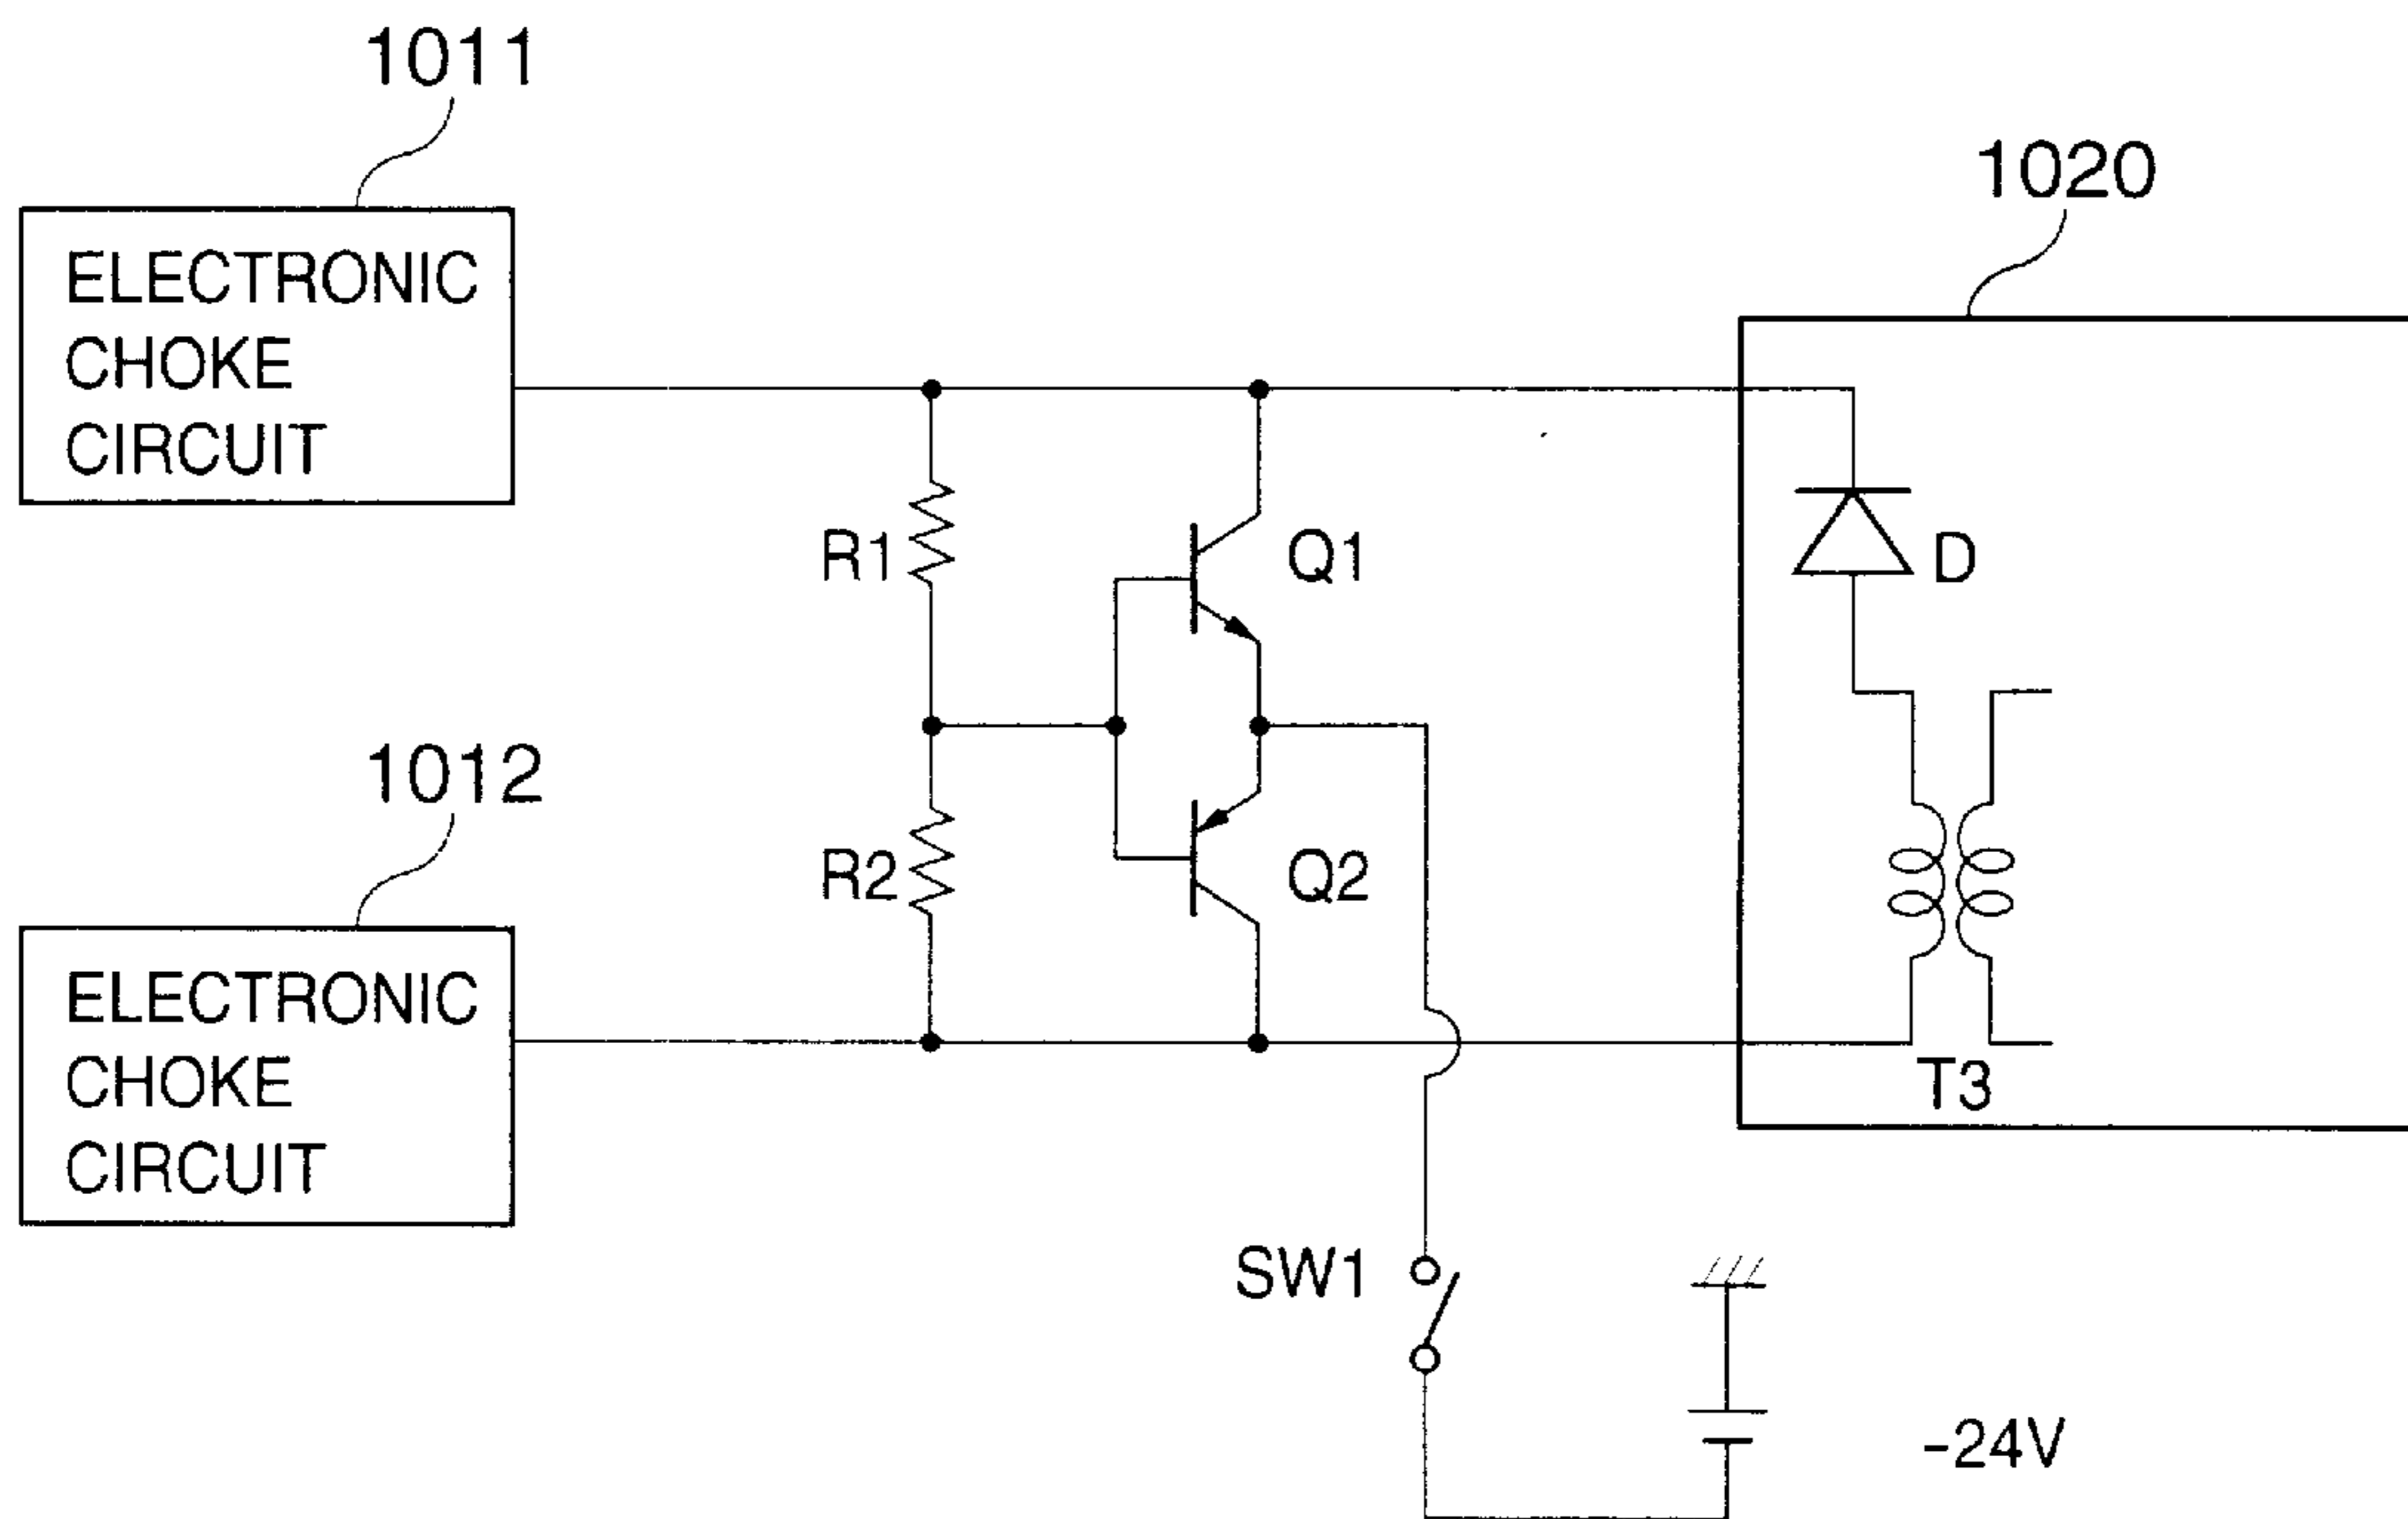 1011
ELECTRONIC
CHOKE
CIRCUIT
1020
R1
Q1
D
1012
ELECTRONIC
CHOKE
CIRCUIT
R2
Q2
T3
SW1
-24V